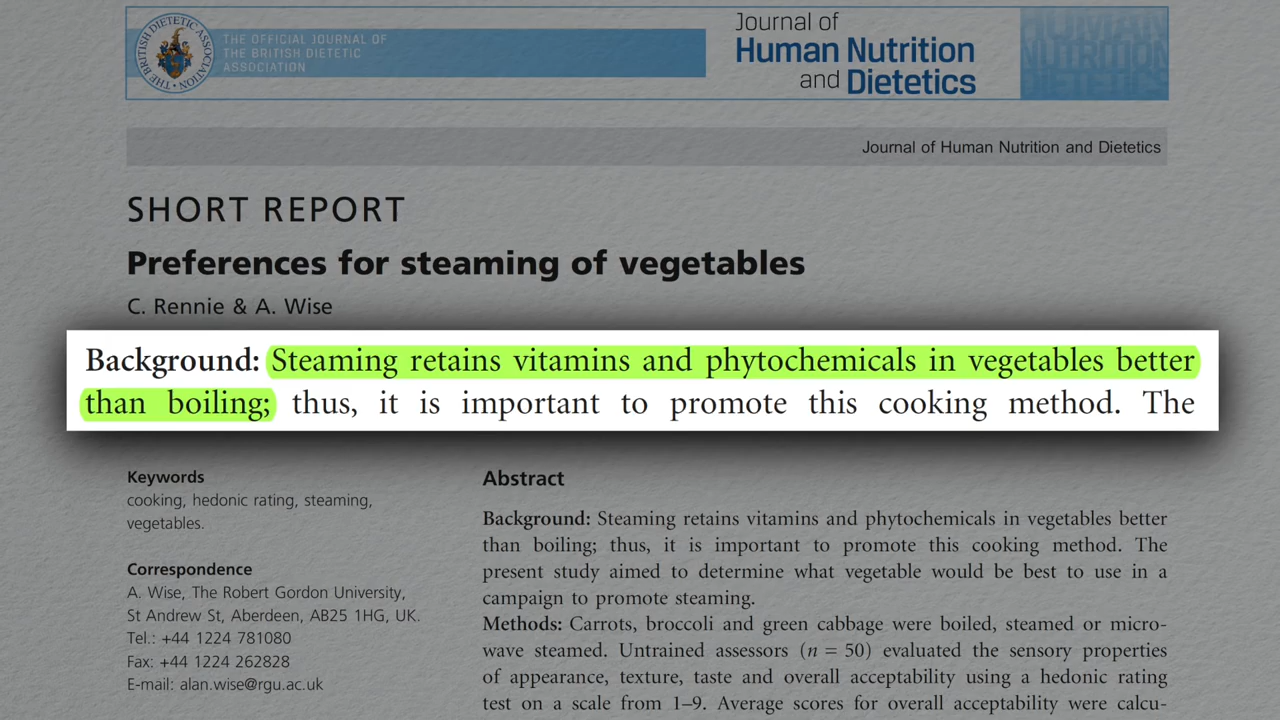 THE BRITISH DIETETIC ASSOCIATION
THE OFFICIAL JOURNAL OF
THE BRITISH DIETETIC
ASSOCIATION
Journal of
Human Nutrition
and Dietetics
HUMAN
NUTRITION
DIETETICS
Journal of Human Nutrition and Dietetics
SHORT REPORT
Preferences for steaming of vegetables
C. Rennie & A. Wise
Background: Steaming retains vitamins and phytochemicals in vegetables better
than boiling; thus, it is important to promote this cooking method. The
Keywords
cooking, hedonic rating, steaming,
vegetables.
Correspondence
A. Wise, The Robert Gordon University,
St Andrew St, Aberdeen, AB25 1HG, UK.
Tel.: +44 1224 781080
Fax: +44 1224 262828
E-mail: alan.wise@rgu.ac.uk
Abstract
Background: Steaming retains vitamins and phytochemicals in vegetables better
than boiling; thus, it is important to promote this cooking method. The
present study aimed to determine what vegetable would be best to use in a
campaign to promote steaming.
Methods: Carrots, broccoli and green cabbage were boiled, steamed or micro-
wave steamed. Untrained assessors (n = 50) evaluated the sensory properties
of appearance, texture, taste and overall acceptability using a hedonic rating
test on a scale from 1–9. Average scores for overall acceptability were calcu-